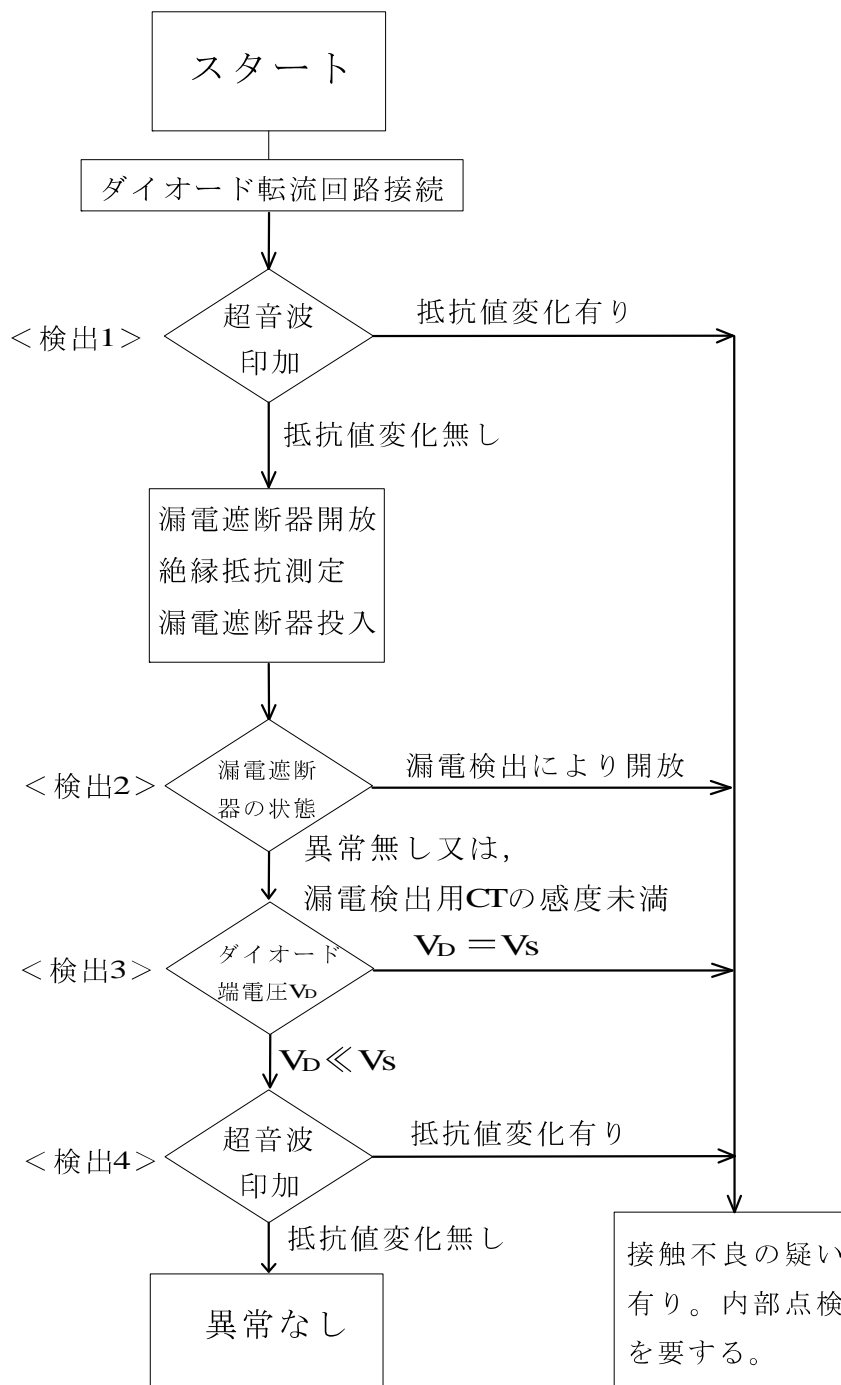 スタート
ダイオード転流回路接続
<検出1>
超音波
印加
抵抗値変化有り
抵抗値変化無し
漏電遮断器開放
絶縁抵抗測定
漏電遮断器投入
<検出2>
漏電遮断
器の状態
漏電検出により開放
異常無し又は,
漏電検出用CTの感度未満
<検出3>
ダイオード
端電圧VD
VD=VS
VD≪VS
<検出4>
超音波
印加
抵抗値変化有り
抵抗値変化無し
異常なし
接触不良の疑い
有り。内部点検
を要する。